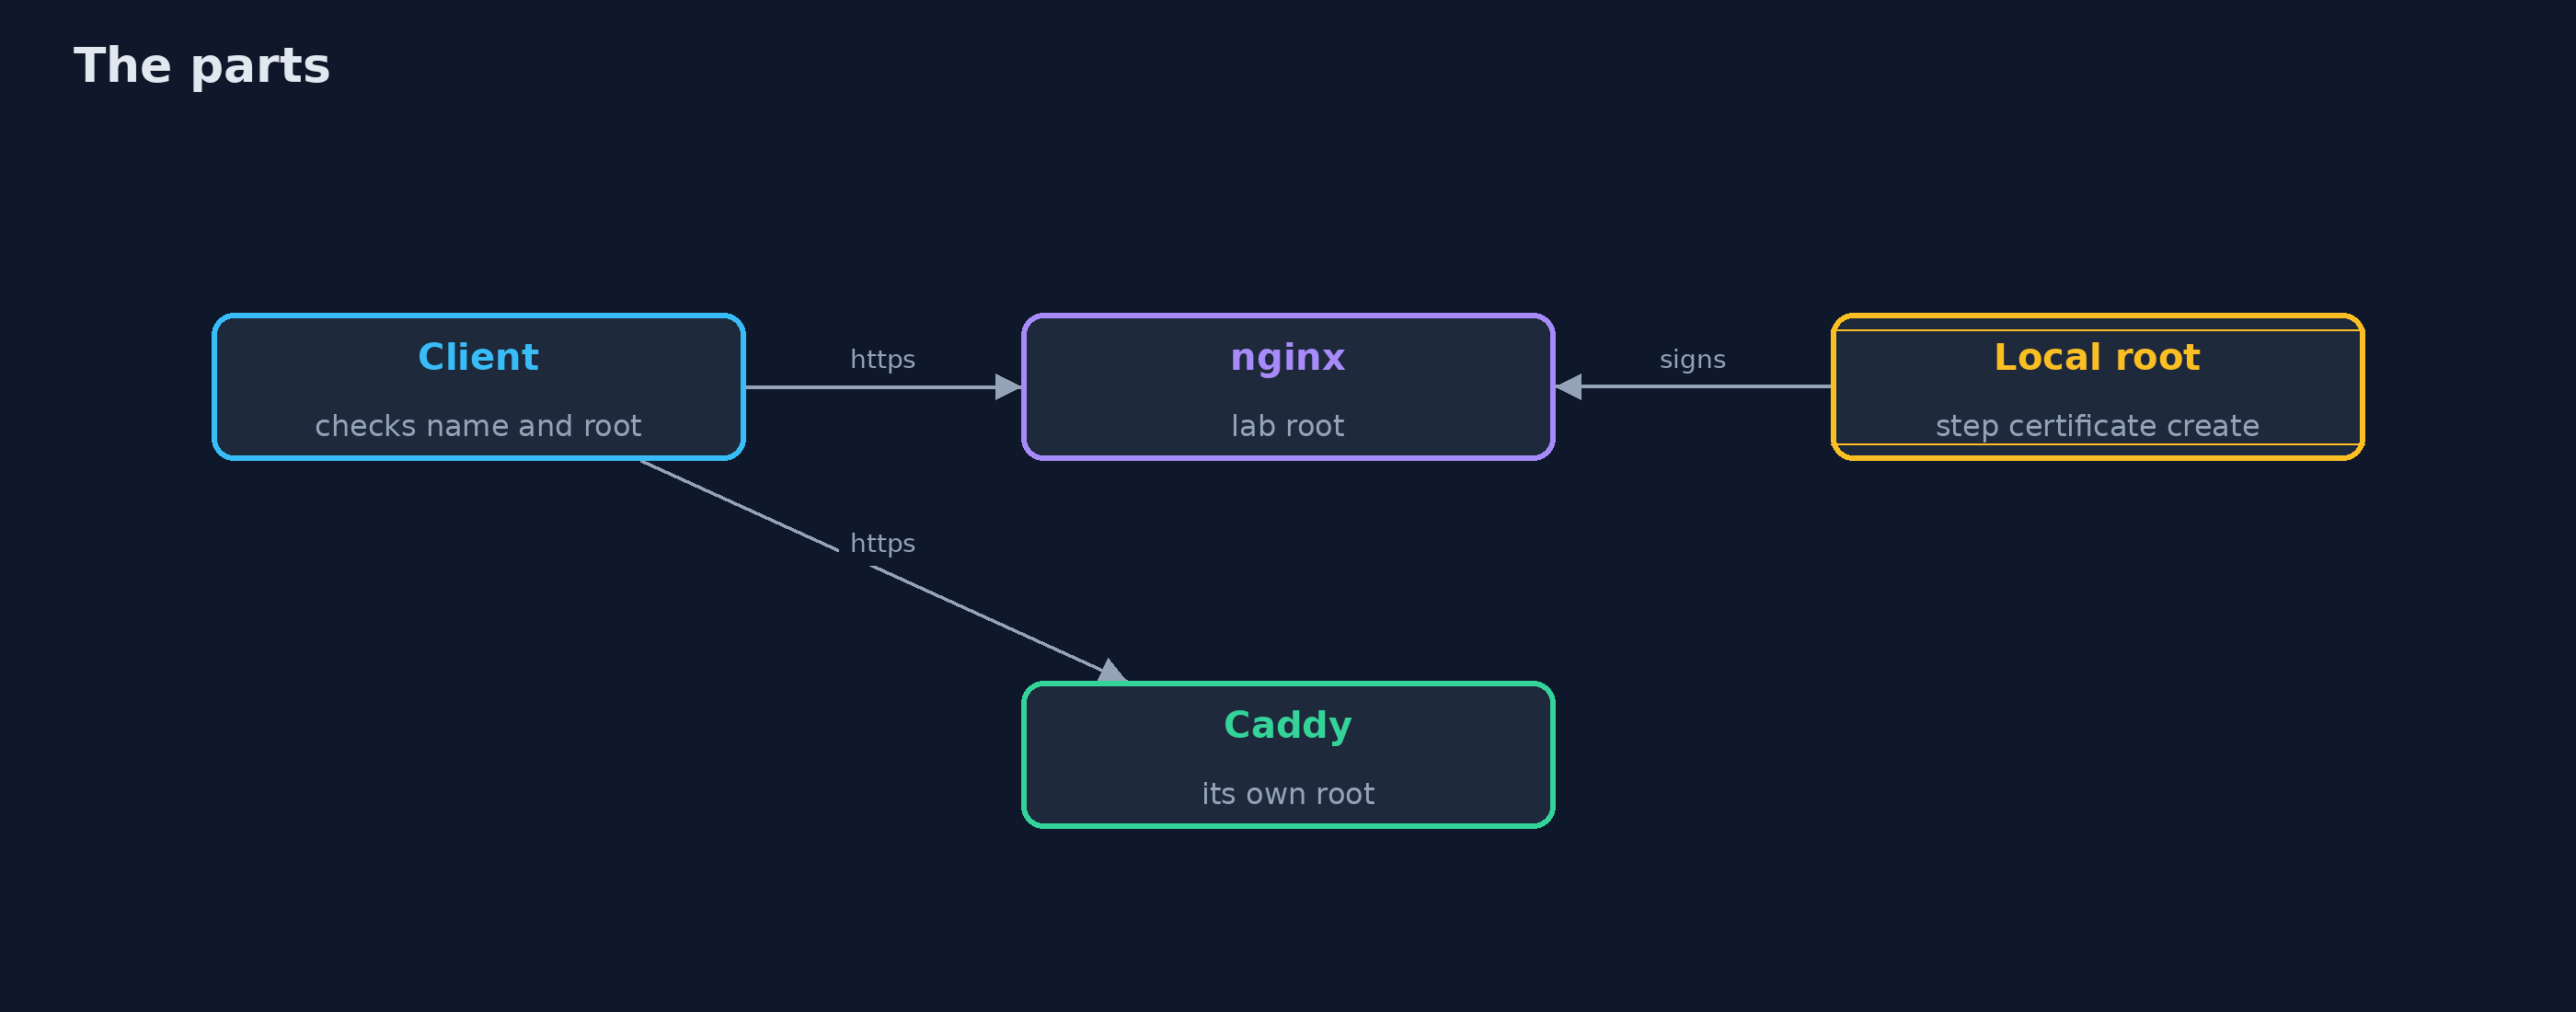 The parts
Client
checks name and root
https
nginx
lab root
signs
Local root
step certificate create
https
Caddy
its own root